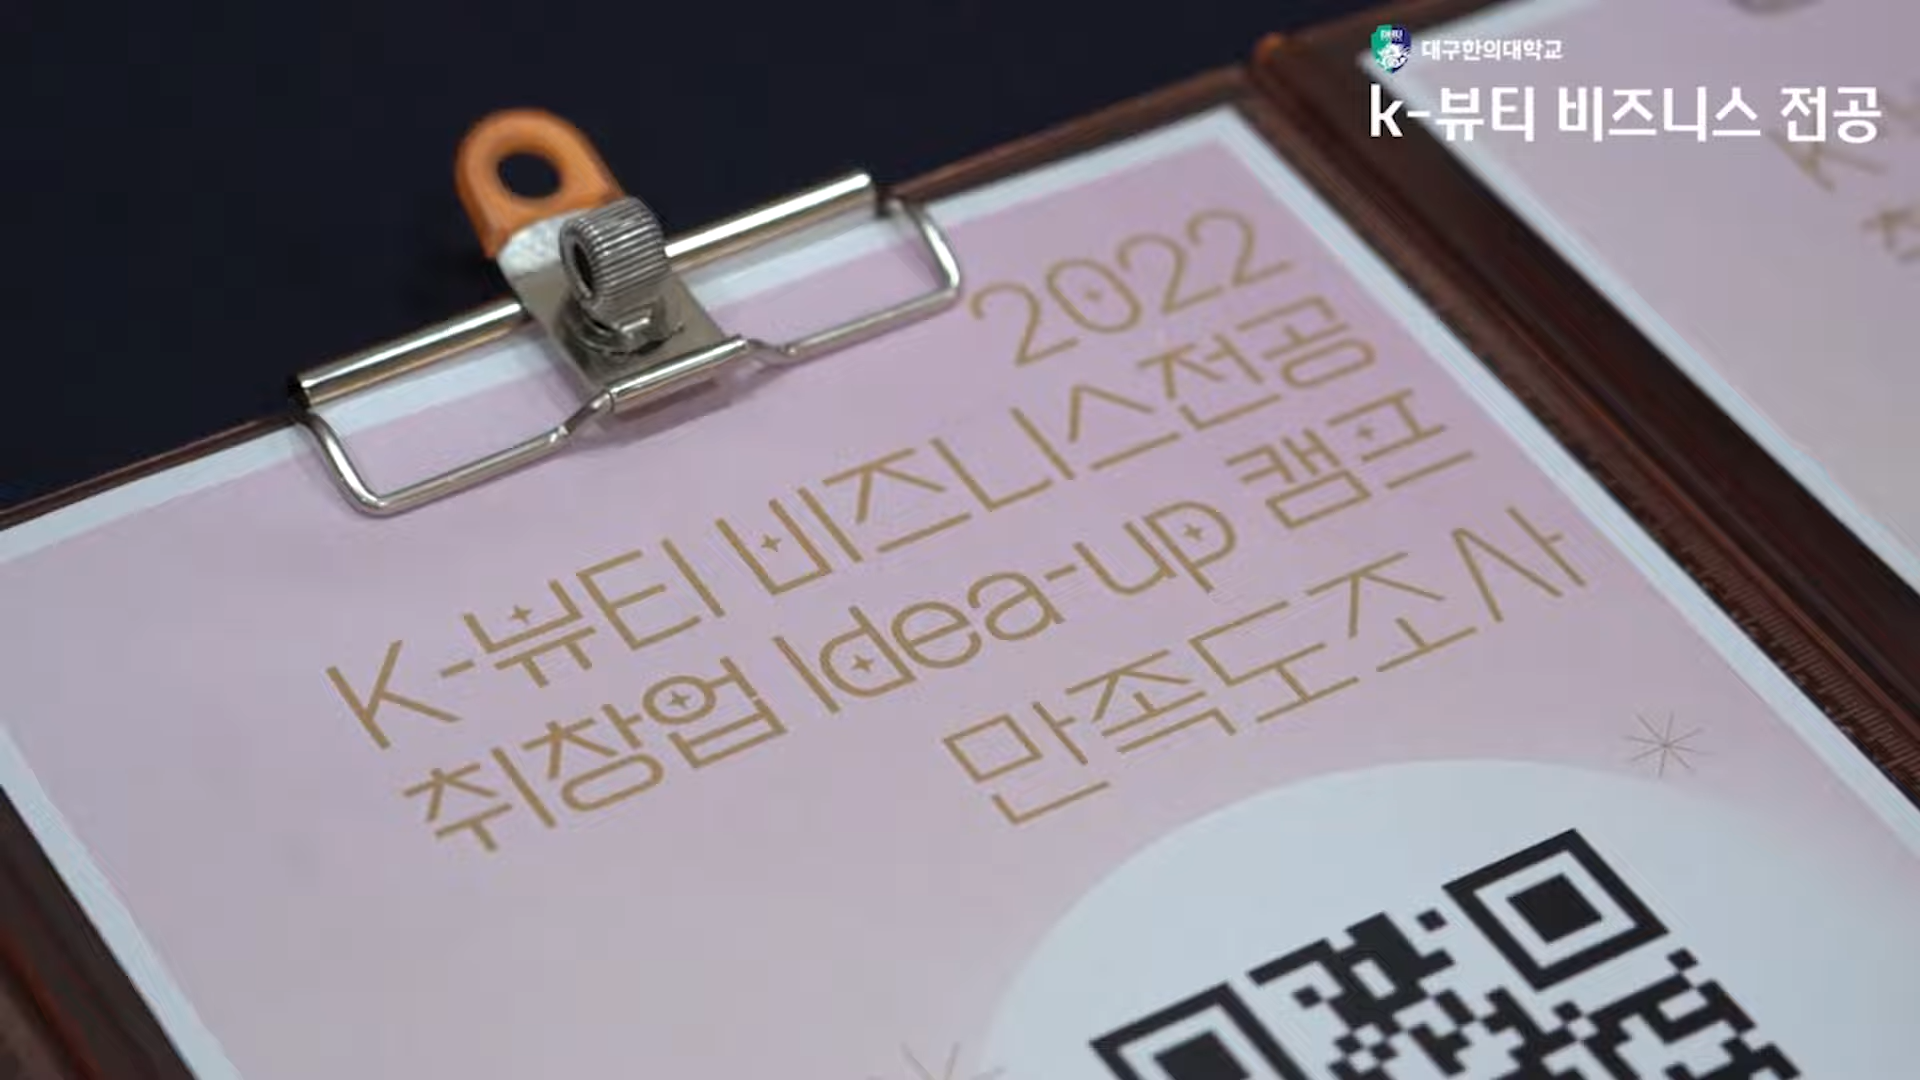 대구한의대학교
k-뷰티 비즈니스 전공
2022
K-뷰티 비즈니스전공
취창업 Idea-up 캠프
만족도조사